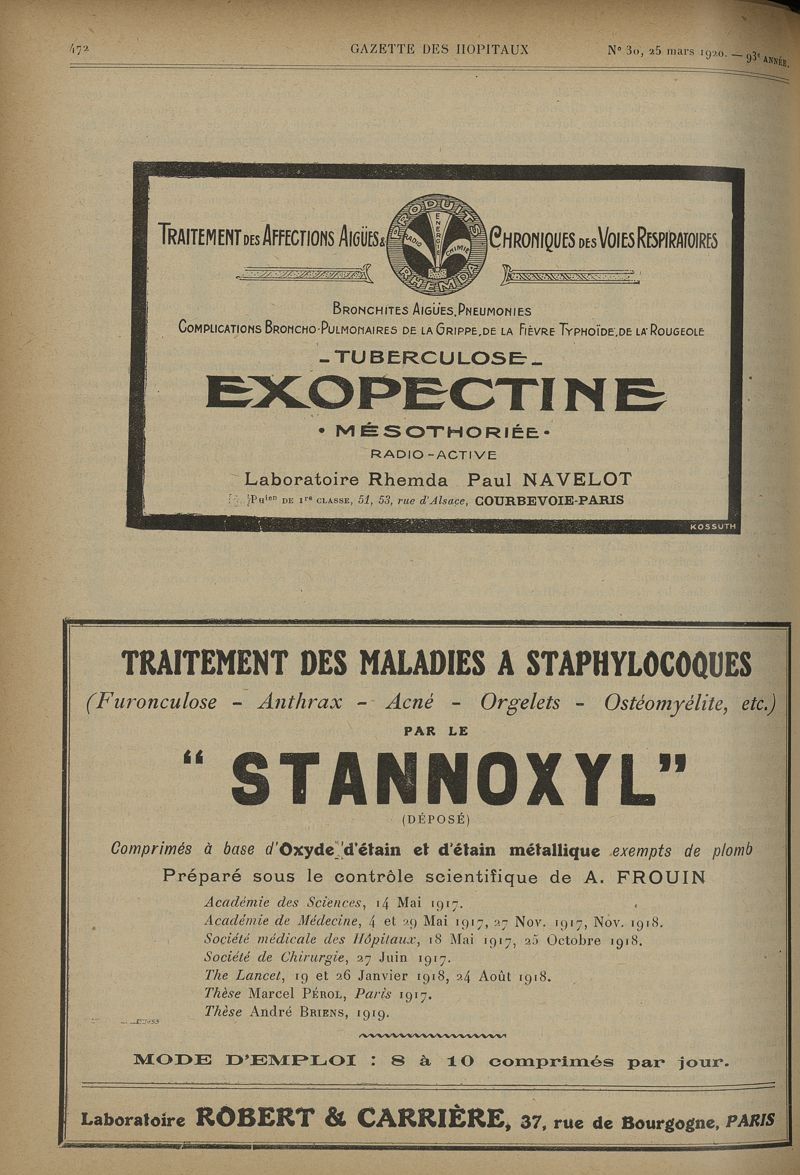 472 GAZETTE DES HOPITAUX N° 30, 25 mars 1920. — 93e ANNÉE.
TRAITEMENT DES AFFECTIONS AIGÜES & CHRONIQUES DES VOIES RESPIRATOIRES
PRODUITS
ENERGIE
RADIO CHIMIE
RHEMDA
BRONCHITES AIGÜES, PNEUMONIES
COMPLICATIONS BRONCHO-PULMONAIRES DE LA GRIPPE, DE LA FIÈVRE TYPHOÏDE, DE LA ROUGEOLE
- TUBERCULOSE -
EXOPECTINE
• MÉSOTHORIÉE •
RADIO-ACTIVE
Laboratoire Rhemda Paul NAVELOT
Phien DE 1re CLASSE, 51, 53, rue d'Alsace, COURBEVOIE-PARIS
KOSSUTH
TRAITEMENT DES MALADIES A STAPHYLOCOQUES
(Furonculose - Anthrax - Acné - Orgelets - Ostéomyélite, etc.)
PAR LE
“ STANNOXYL”
(DÉPOSÉ)
Comprimés à base d'Oxyde d'étain et d'étain métallique exempts de plomb
Préparé sous le contrôle scientifique de A. FROUIN
Académie des Sciences, 14 Mai 1917.
Académie de Médecine, 4 et 29 Mai 1917, 27 Nov. 1917, Nov. 1918.
Société médicale des Hôpitaux, 18 Mai 1917, 25 Octobre 1918.
Société de Chirurgie, 27 Juin 1917.
The Lancet, 19 et 26 Janvier 1918, 24 Août 1918.
Thèse Marcel PÉROL, Paris 1917.
Thèse André BRIENS, 1919.
MODE D'EMPLOI : 8 à 10 comprimés par jour.
Laboratoire ROBERT & CARRIÈRE, 37, rue de Bourgogne, PARIS